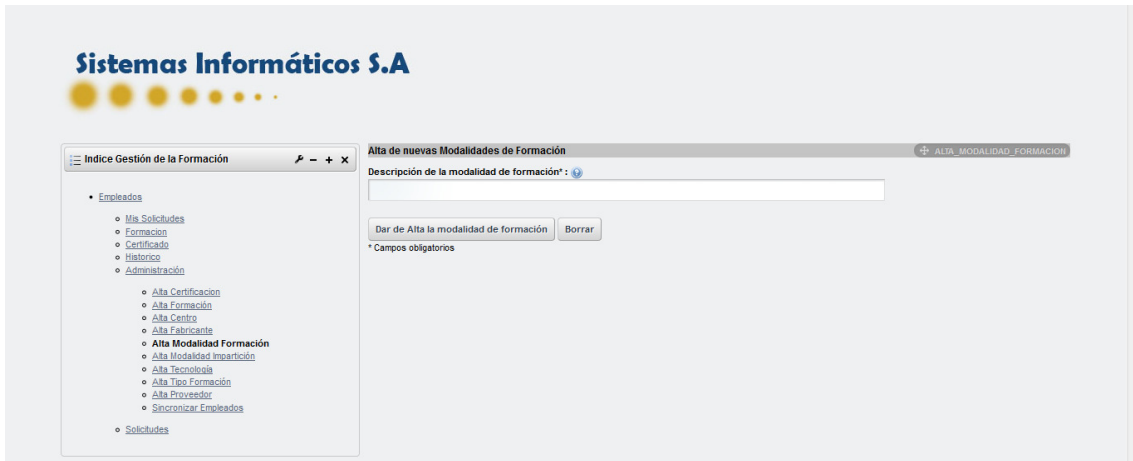 Sistemas Informáticos S.A
Indice Gestión de la Formación
Empleados
Mis Solicitudes
Formacion
Certificado
Historico
Administración
Alta Certificacion
Alta Formación
Alta Centro
Alta Fabricante
Alta Modalidad Formación
Alta Modalidad Impartición
Alta Tecnología
Alta Tipo Formación
Alta Proveedor
Sincronizar Empleados
Solicitudes
Alta de nuevas Modalidades de Formación
ALTA_MODALIDAD_FORMACION
Descripción de la modalidad de formación* :
Dar de Alta la modalidad de formación Borrar
* Campos obligatorios